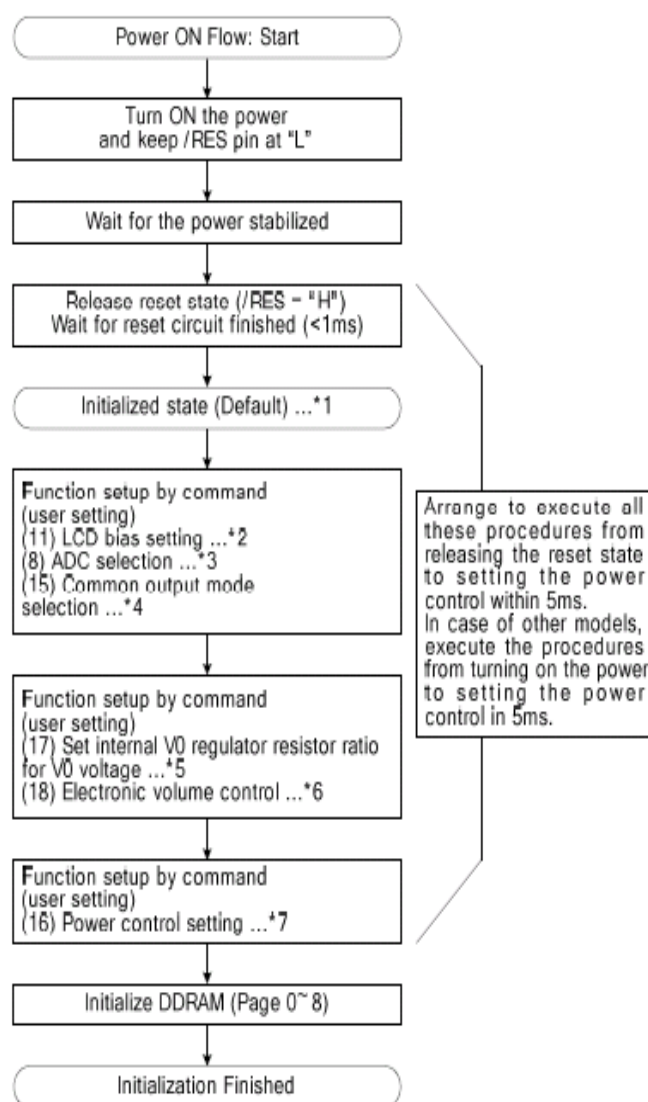 Power ON Flow: Start
Turn ON the power
and keep /RES pin at "L"
Wait for the power stabilized
Release reset state (/RES – "H")
Wait for reset circuit finished (<1ms)
Initialized state (Default) ...*1
Function setup by command
(user setting)
(11) LCD bias setting ...*2
(8) ADC selection ...*3
(15) Common output mode
selection ...*4
Function setup by command
(user setting)
(17) Set internal V0 regulator resistor ratio
for V0 voltage ...*5
(18) Electronic volume control ...*6
Function setup by command
(user setting)
(16) Power control setting ...*7
Initialize DDRAM (Page 0~8)
Initialization Finished
Arrange to execute all
these procedures from
releasing the reset state
to setting the power
control within 5ms.
In case of other models,
execute the procedures
from turning on the power
to setting the power
control in 5ms.